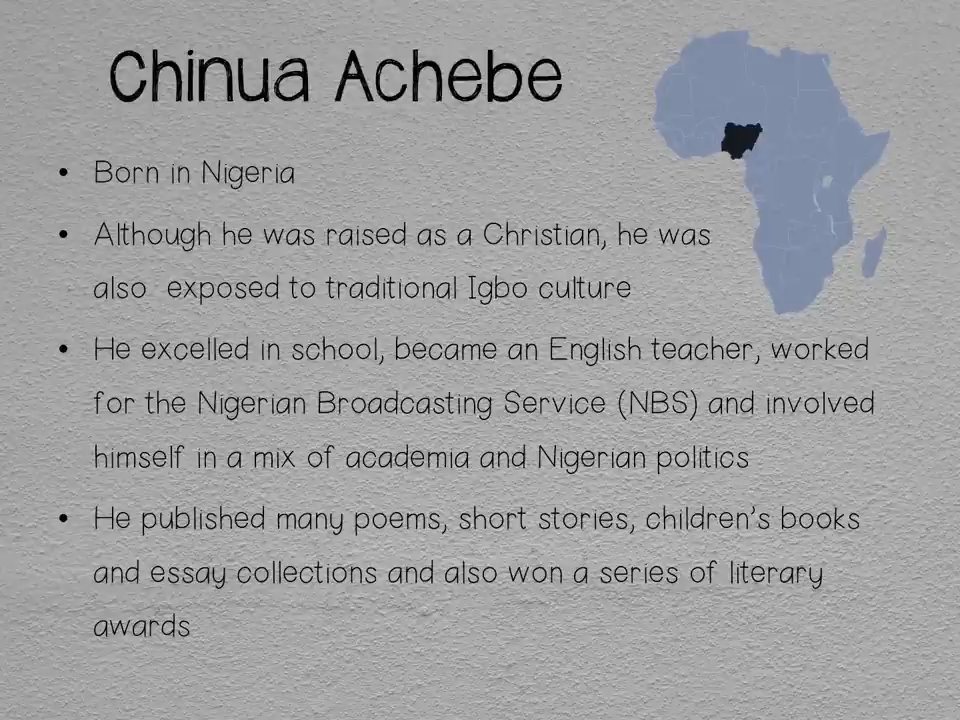 Chinua Achebe
• Born in Nigeria
• Although he was raised as a Christian, he was
also exposed to traditional Igbo culture
• He excelled in school, became an English teacher, worked
for the Nigerian Broadcasting Service (NBS) and involved
himself in a mix of academia and Nigerian politics
• He published many poems, short stories, children's books
and essay collections and also won a series of literary
awards